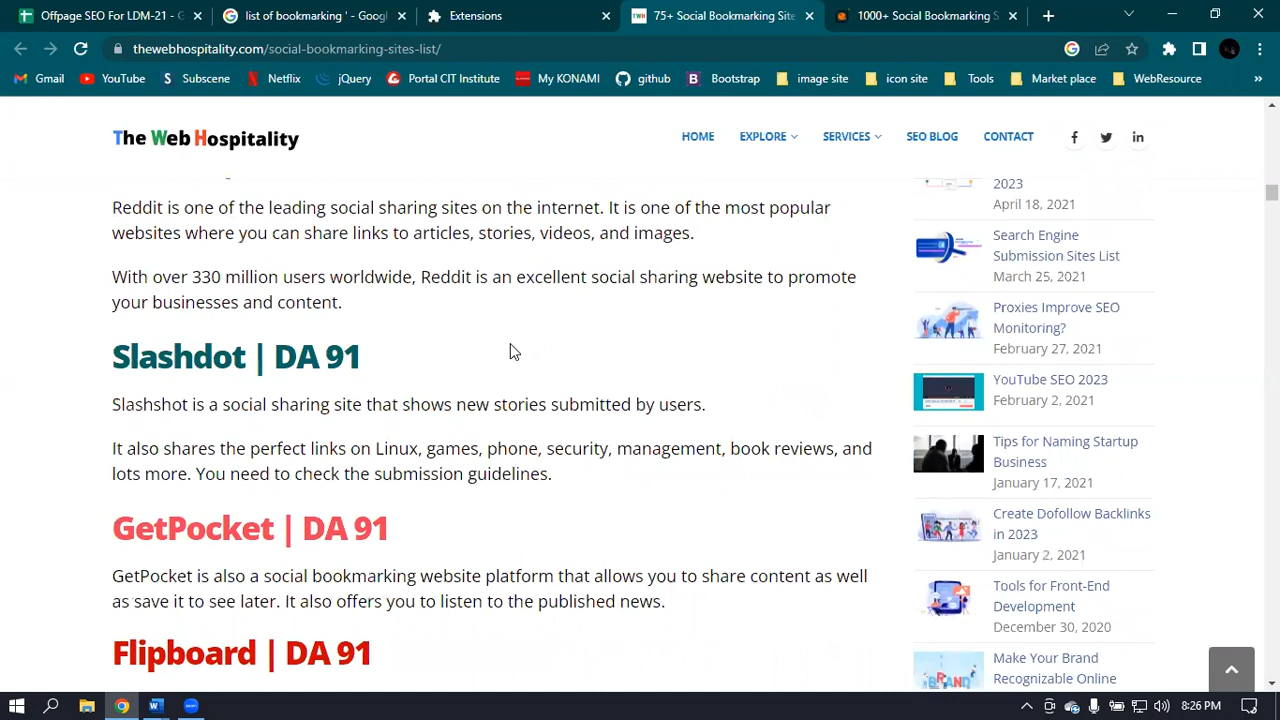 Offpage SEO For LDM-21 - G
list of bookmarking ' - Googl
Extensions
75+ Social Bookmarking Site
1000+ Social Bookmarking S
thewebhospitality.com/social-bookmarking-sites-list/
Gmail
YouTube
Subscene
Netflix
jQuery
Portal CIT Institute
My KONAMI
github
Bootstrap
image site
icon site
Tools
Market place
WebResource
The Web Hospitality
HOME
EXPLORE
SERVICES
SEO BLOG
CONTACT
Reddit is one of the leading social sharing sites on the internet. It is one of the most popular
websites where you can share links to articles, stories, videos, and images.
With over 330 million users worldwide, Reddit is an excellent social sharing website to promote
your businesses and content.
Slashdot | DA 91
Slashshot is a social sharing site that shows new stories submitted by users.
It also shares the perfect links on Linux, games, phone, security, management, book reviews, and
lots more. You need to check the submission guidelines.
GetPocket | DA 91
GetPocket is also a social bookmarking website platform that allows you to share content as well
as save it to see later. It also offers you to listen to the published news.
Flipboard | DA 91
2023
April 18, 2021
Search Engine
Submission Sites List
March 25, 2021
Proxies Improve SEO
Monitoring?
February 27, 2021
YouTube SEO 2023
February 2, 2021
Tips for Naming Startup
Business
January 17, 2021
Create Dofollow Backlinks
in 2023
January 2, 2021
Tools for Front-End
Development
December 30, 2020
Make Your Brand
Recognizable Online
8:26 PM